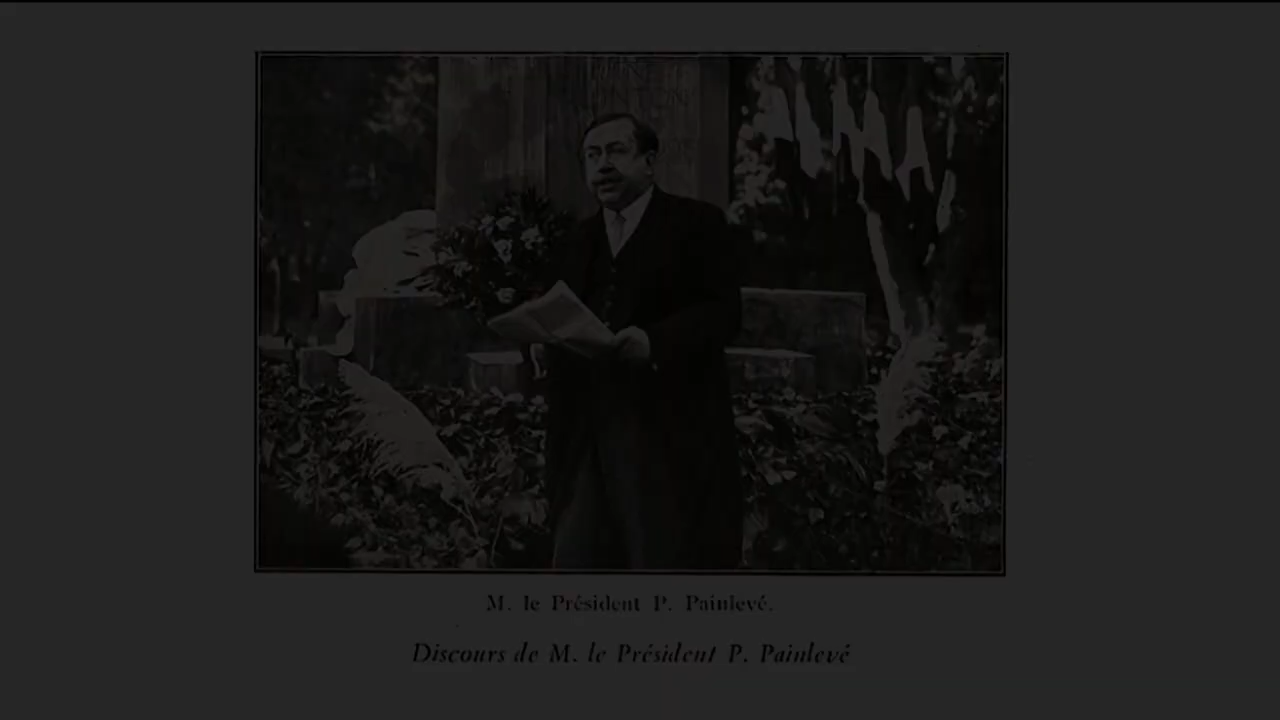 M. le Président P. Painlevé.
Discours de M. le Président P. Painlevé